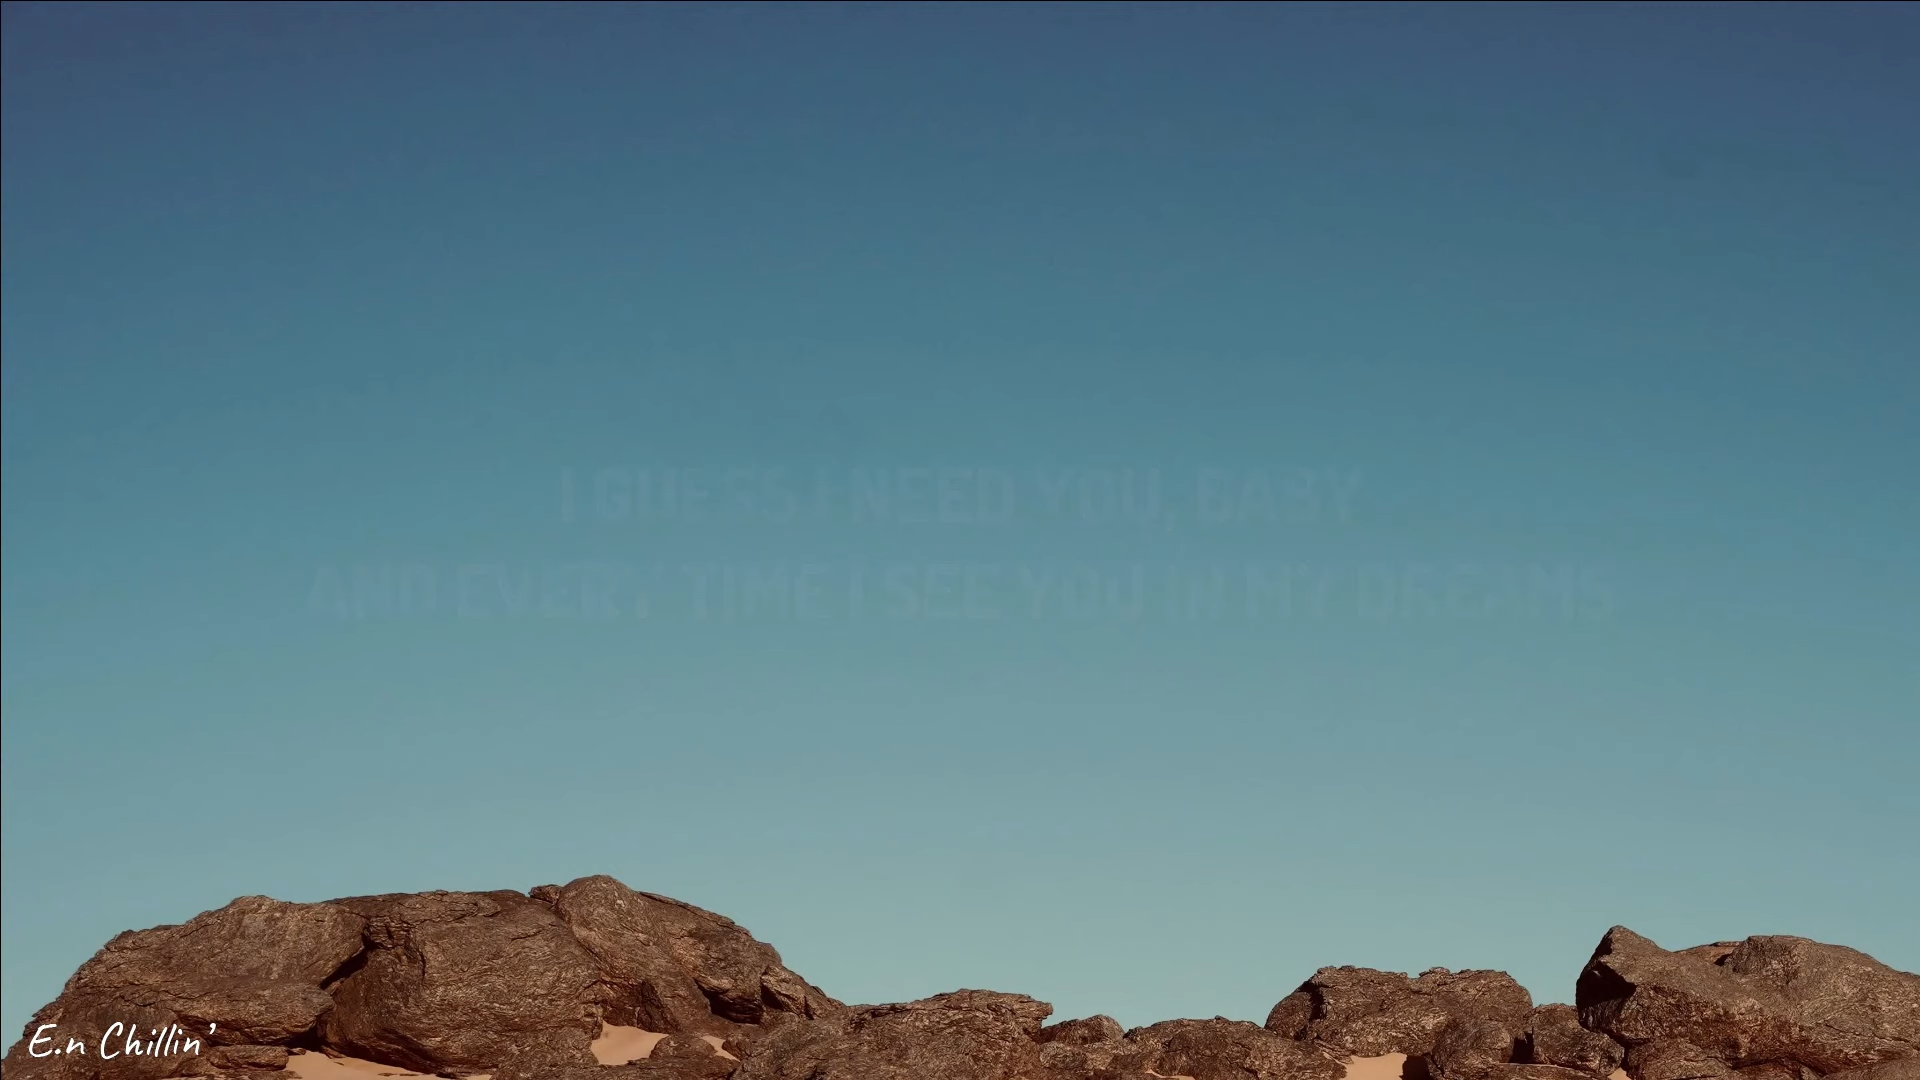 I GUESS I NEED YOU, BABY
AND EVERY TIME I SEE YOU IN MY DREAMS
E.n Chillin'